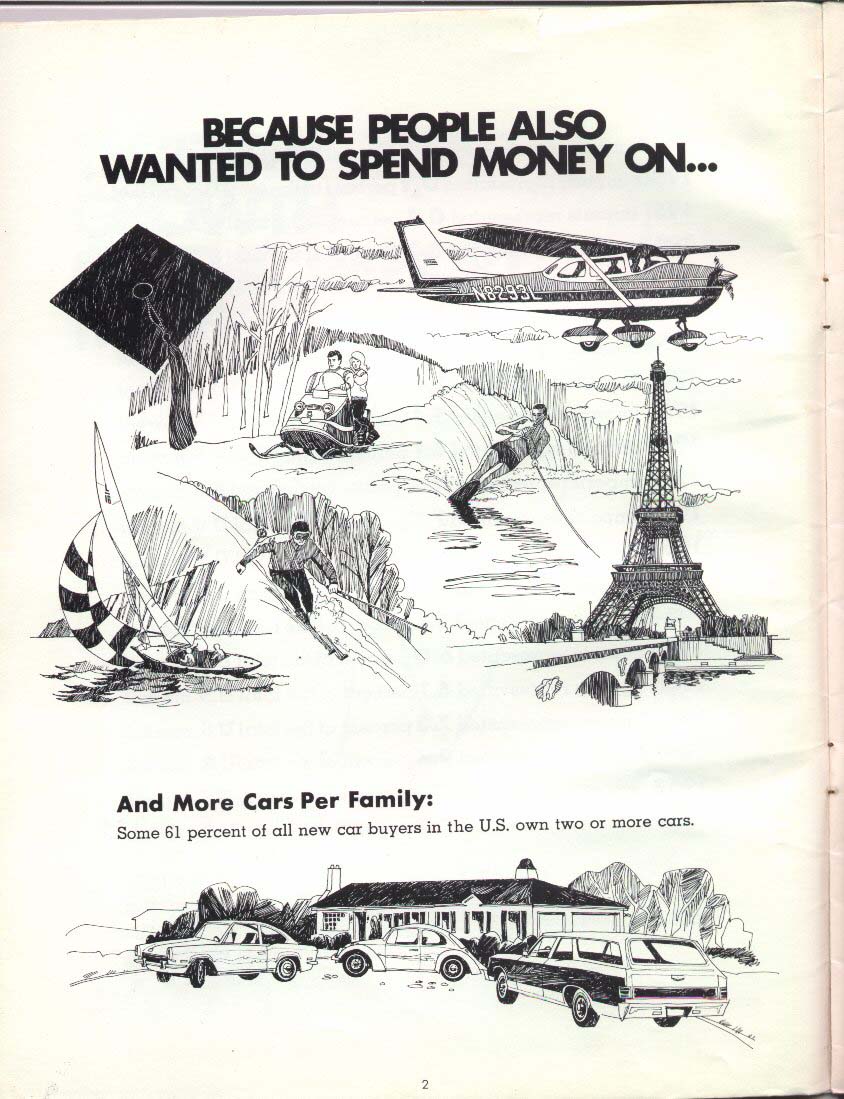 BECAUSE PEOPLE ALSO
WANTED TO SPEND MONEY ON...
N8293L
And More Cars Per Family:
Some 61 percent of all new car buyers in the U.S. own two or more cars.
2